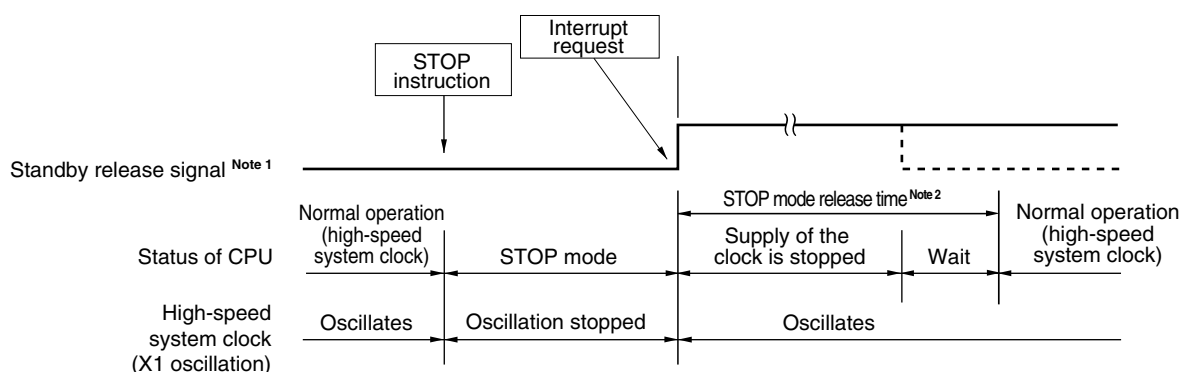 Interrupt
request
STOP
instruction
Standby release signal Note 1
STOP mode release time Note 2
Normal operation
(high-speed
system clock)
Supply of the
clock is stopped
Normal operation
(high-speed
system clock)
Status of CPU
STOP mode
Wait
High-speed
system clock
(X1 oscillation)
Oscillates
Oscillation stopped
Oscillates